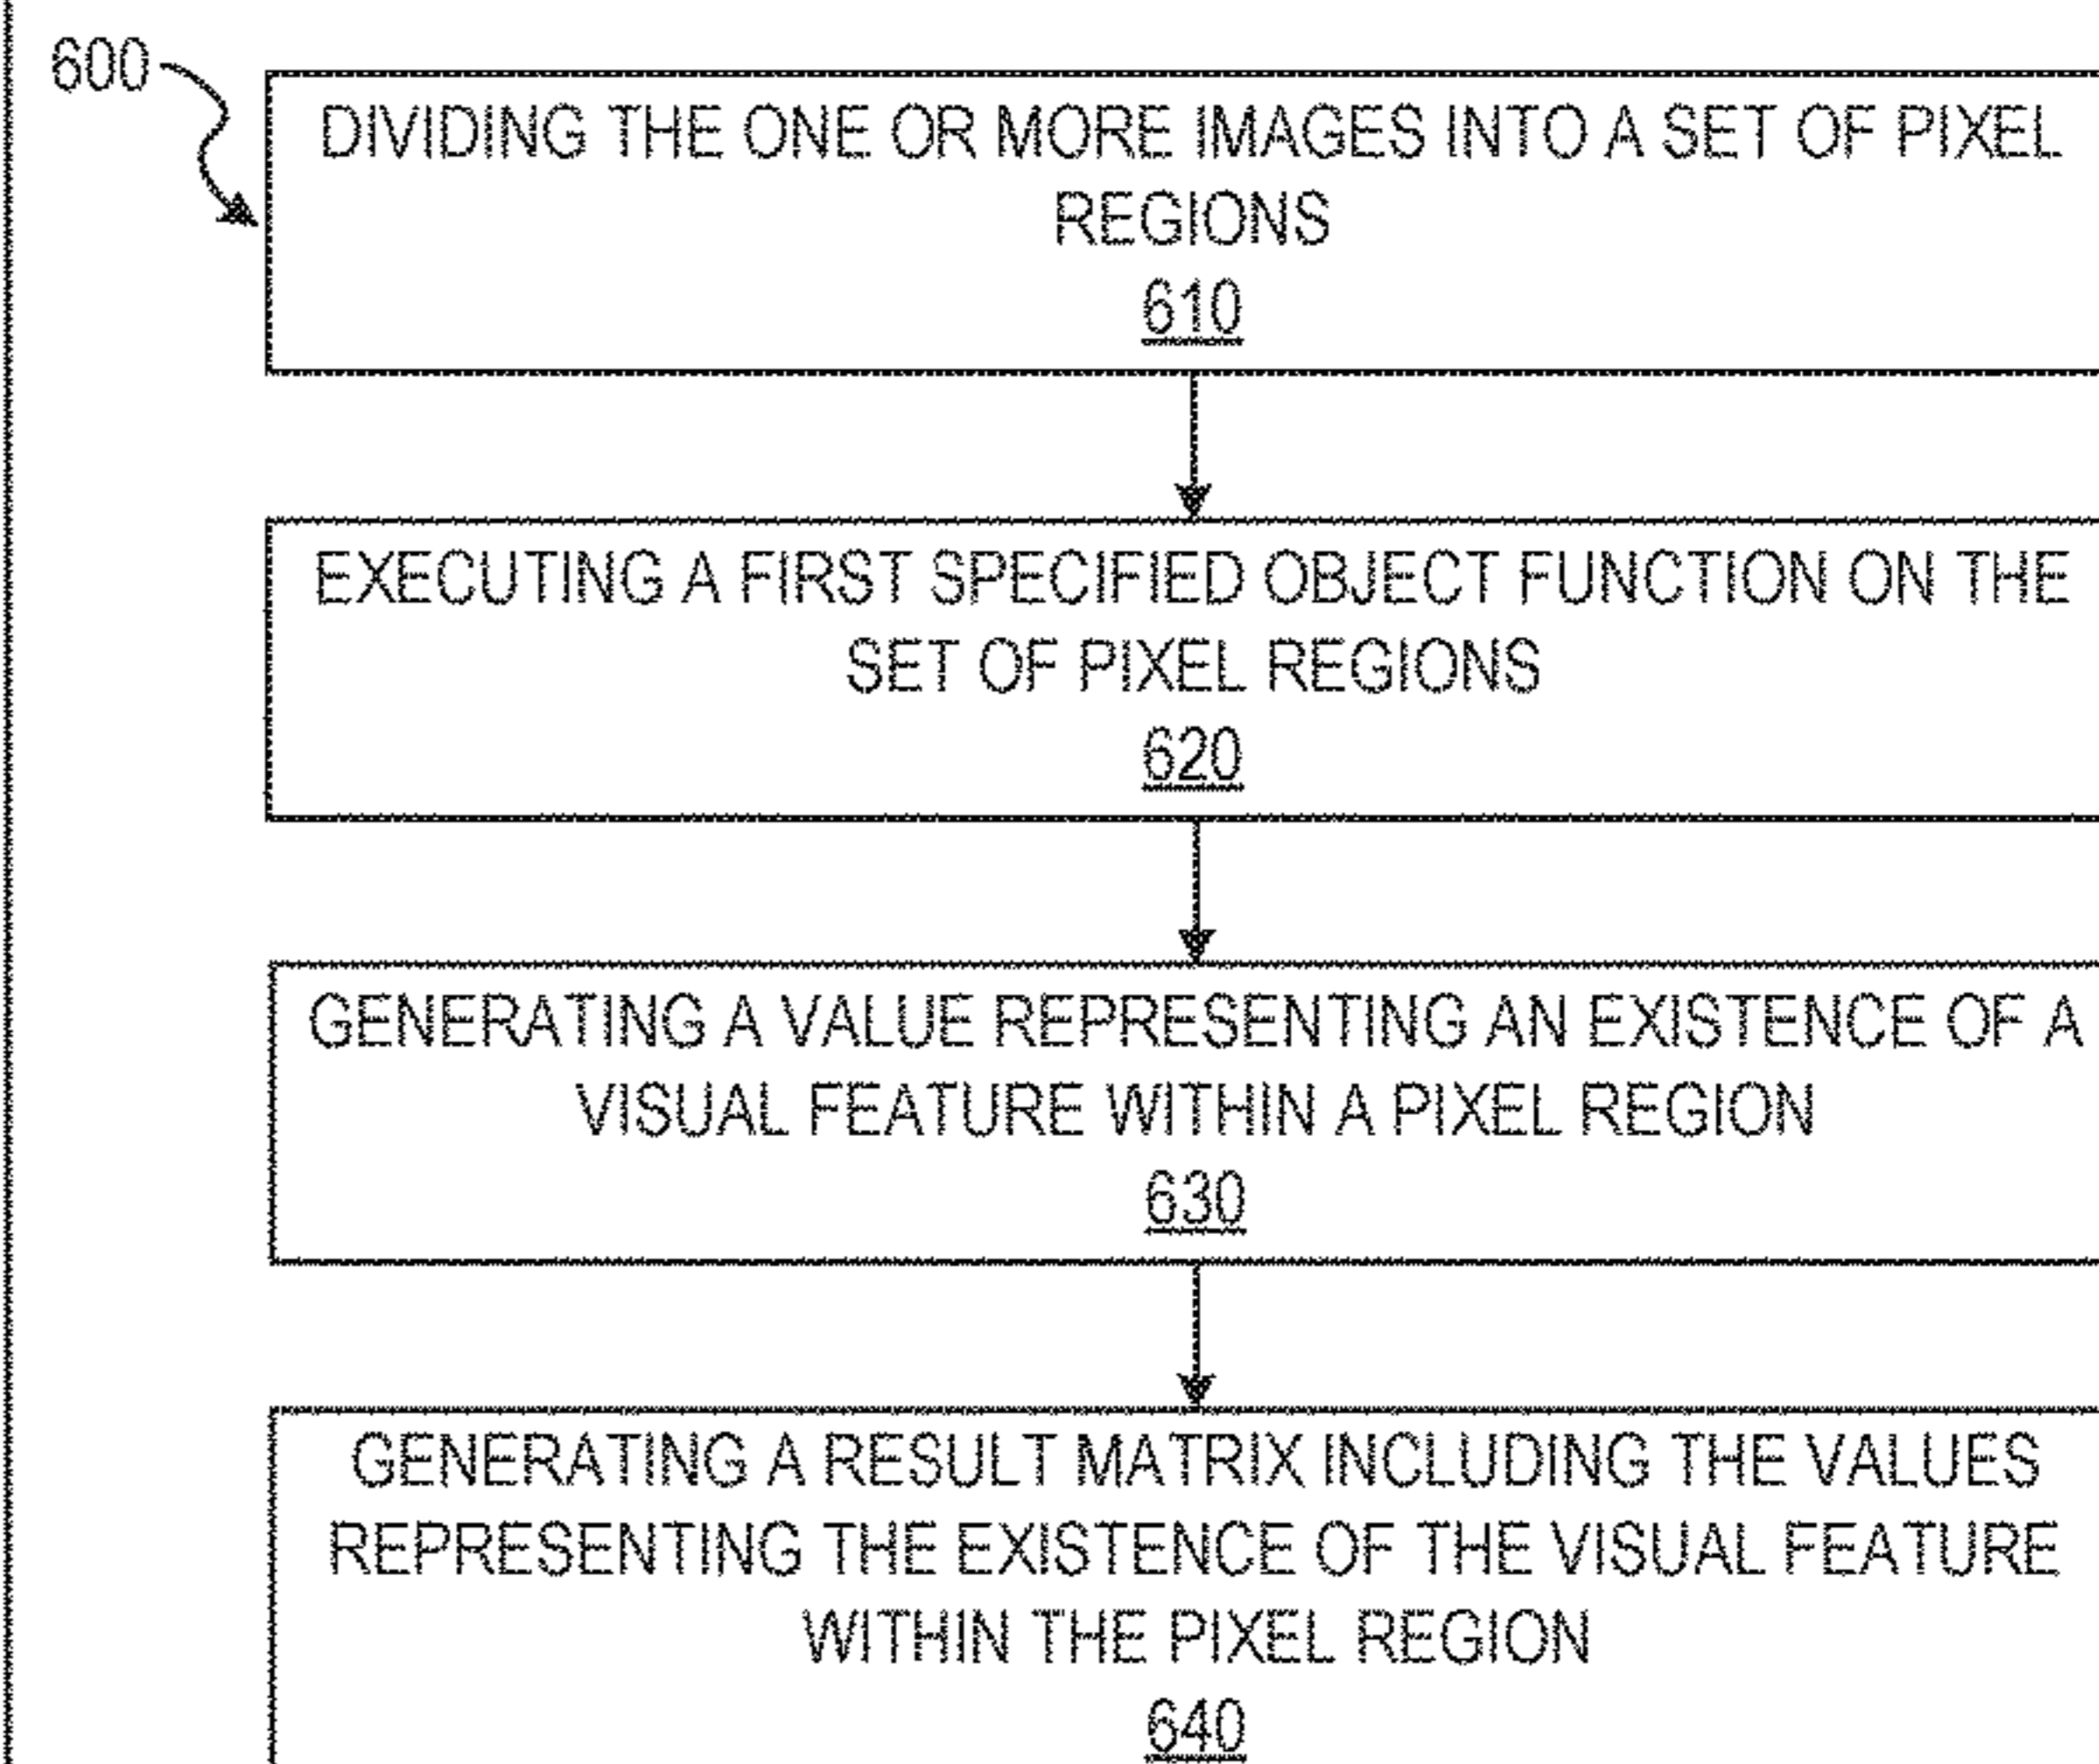 600
DIVIDING THE ONE OR MORE IMAGES INTO A SET OF PIXEL
REGIONS
610
EXECUTING A FIRST SPECIFIED OBJECT FUNCTION ON THE
SET OF PIXEL REGIONS
620
GENERATING A VALUE REPRESENTING AN EXISTENCE OF A
VISUAL FEATURE WITHIN A PIXEL REGION
630
GENERATING A RESULT MATRIX INCLUDING THE VALUES
REPRESENTING THE EXISTENCE OF THE VISUAL FEATURE
WITHIN THE PIXEL REGION
640